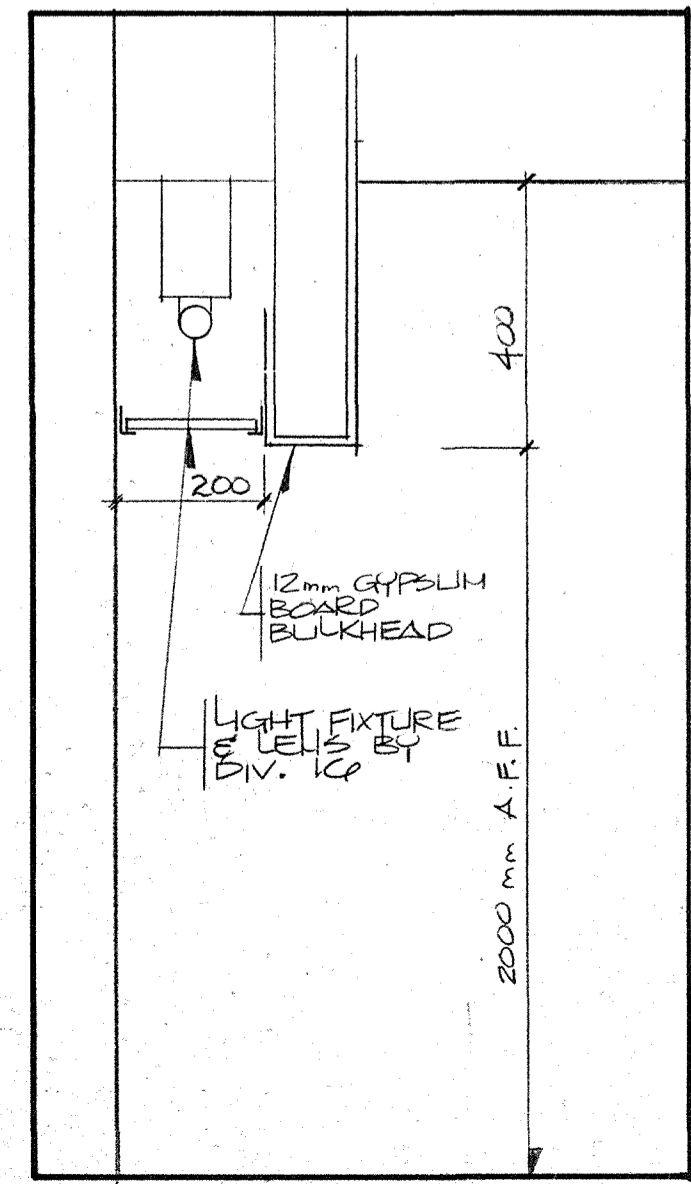 400
200
12mm GYPSUM
BOARD
BULKHEAD
LIGHT FIXTURE
& LENS BY
DIV. 16
2000 mm A.F.F.